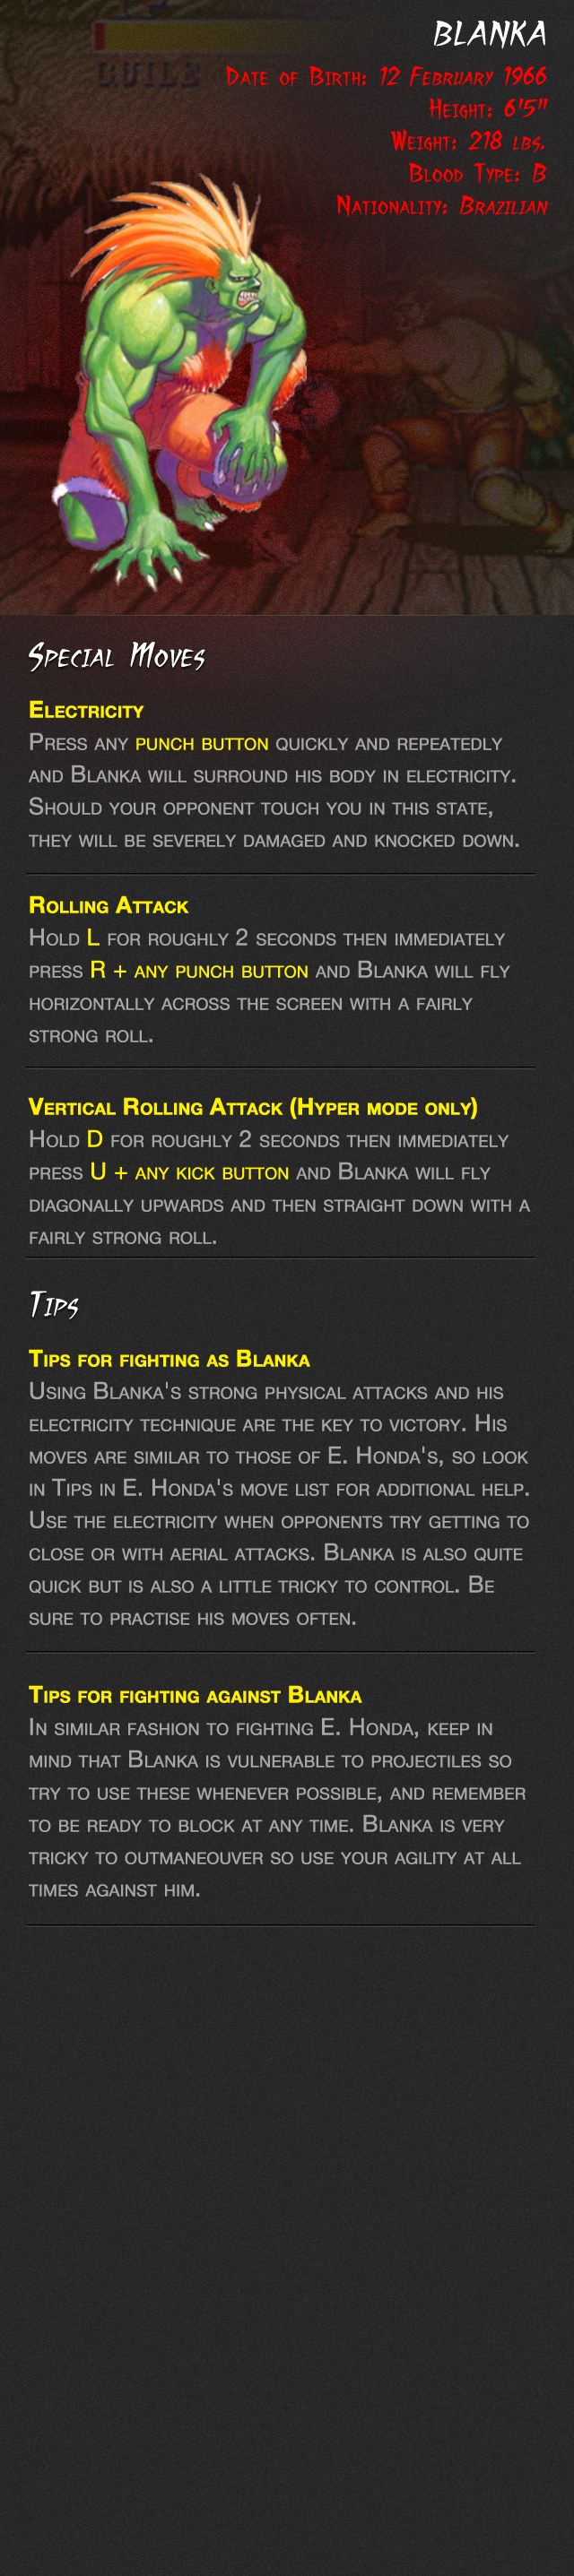 GUILE
BLANKA
Date of Birth: 12 February 1966
Height: 6'5"
Weight: 218 lbs.
Blood Type: B
Nationality: Brazilian
Special Moves
Electricity
Press any punch button quickly and repeatedly
and Blanka will surround his body in electricity.
Should your opponent touch you in this state,
they will be severely damaged and knocked down.
Rolling Attack
Hold L for roughly 2 seconds then immediately
press R + any punch button and Blanka will fly
horizontally across the screen with a fairly
strong roll.
Vertical Rolling Attack (Hyper mode only)
Hold D for roughly 2 seconds then immediately
press U + any kick button and Blanka will fly
diagonally upwards and then straight down with a
fairly strong roll.
Tips
Tips for fighting as Blanka
Using Blanka's strong physical attacks and his
electricity technique are the key to victory. His
moves are similar to those of E. Honda's, so look
in Tips in E. Honda's move list for additional help.
Use the electricity when opponents try getting to
close or with aerial attacks. Blanka is also quite
quick but is also a little tricky to control. Be
sure to practise his moves often.
Tips for fighting against Blanka
In similar fashion to fighting E. Honda, keep in
mind that Blanka is vulnerable to projectiles so
try to use these whenever possible, and remember
to be ready to block at any time. Blanka is very
tricky to outmaneouver so use your agility at all
times against him.